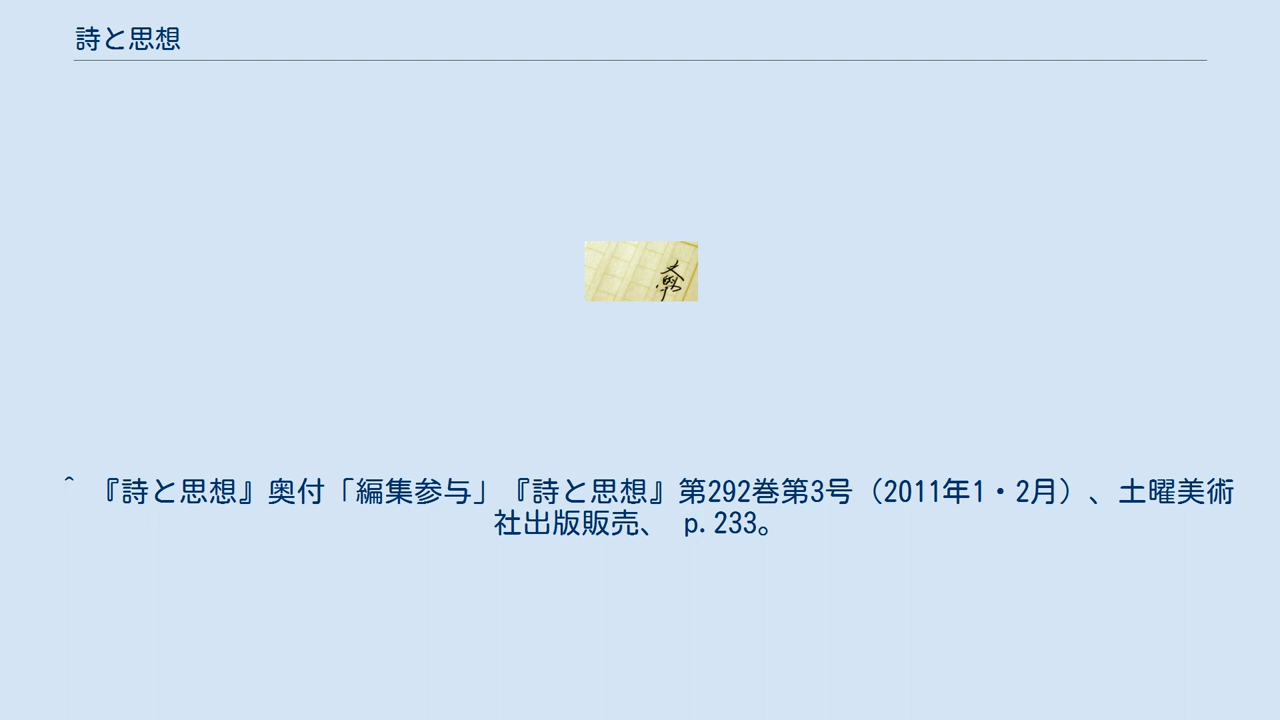 詩と思想
^ 『詩と思想』奥付「編集参与」『詩と思想』第292巻第3号（2011年1・2月）、土曜美術
社出版販売、 p.233。